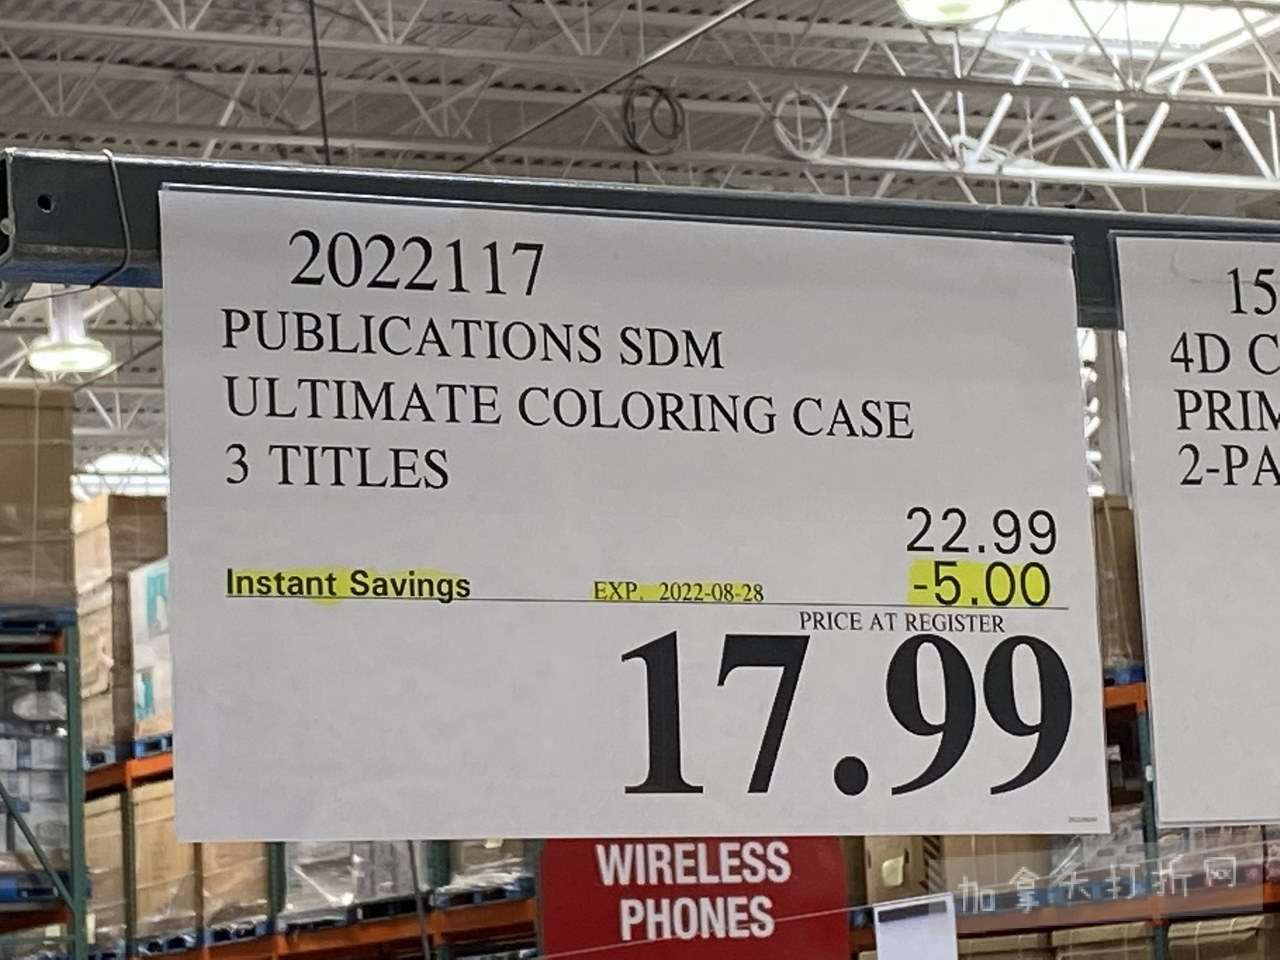 2022117
PUBLICATIONS SDM
ULTIMATE COLORING CASE
3 TITLES
22.99
Instant Savings EXP. 2022-08-28 -5.00
PRICE AT REGISTER
17.99
15
4D C
PRIM
2-PA
WIRELESS
PHONES
加拿大打折网